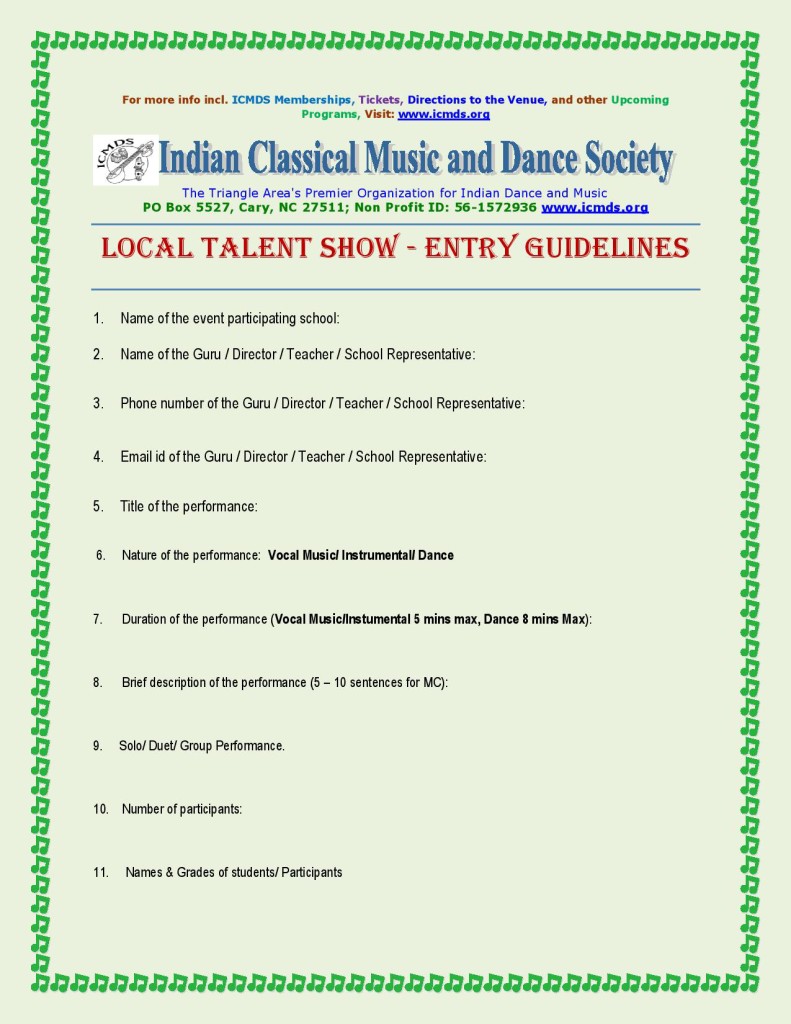 For more info incl. ICMDS Memberships, Tickets, Directions to the Venue, and other Upcoming
Programs, Visit: www.icmds.org
ICMDS
Indian Classical Music and Dance Society
The Triangle Area's Premier Organization for Indian Dance and Music
PO Box 5527, Cary, NC 27511; Non Profit ID: 56-1572936 www.icmds.org
LOCAL TALENT SHOW - ENTRY GUIDELINES
1. Name of the event participating school:
2. Name of the Guru / Director / Teacher / School Representative:
3. Phone number of the Guru / Director / Teacher / School Representative:
4. Email id of the Guru / Director / Teacher / School Representative:
5. Title of the performance:
6. Nature of the performance: Vocal Music/ Instrumental/ Dance
7. Duration of the performance (Vocal Music/Instumental 5 mins max, Dance 8 mins Max):
8. Brief description of the performance (5 – 10 sentences for MC):
9. Solo/ Duet/ Group Performance.
10. Number of participants:
11. Names & Grades of students/ Participants